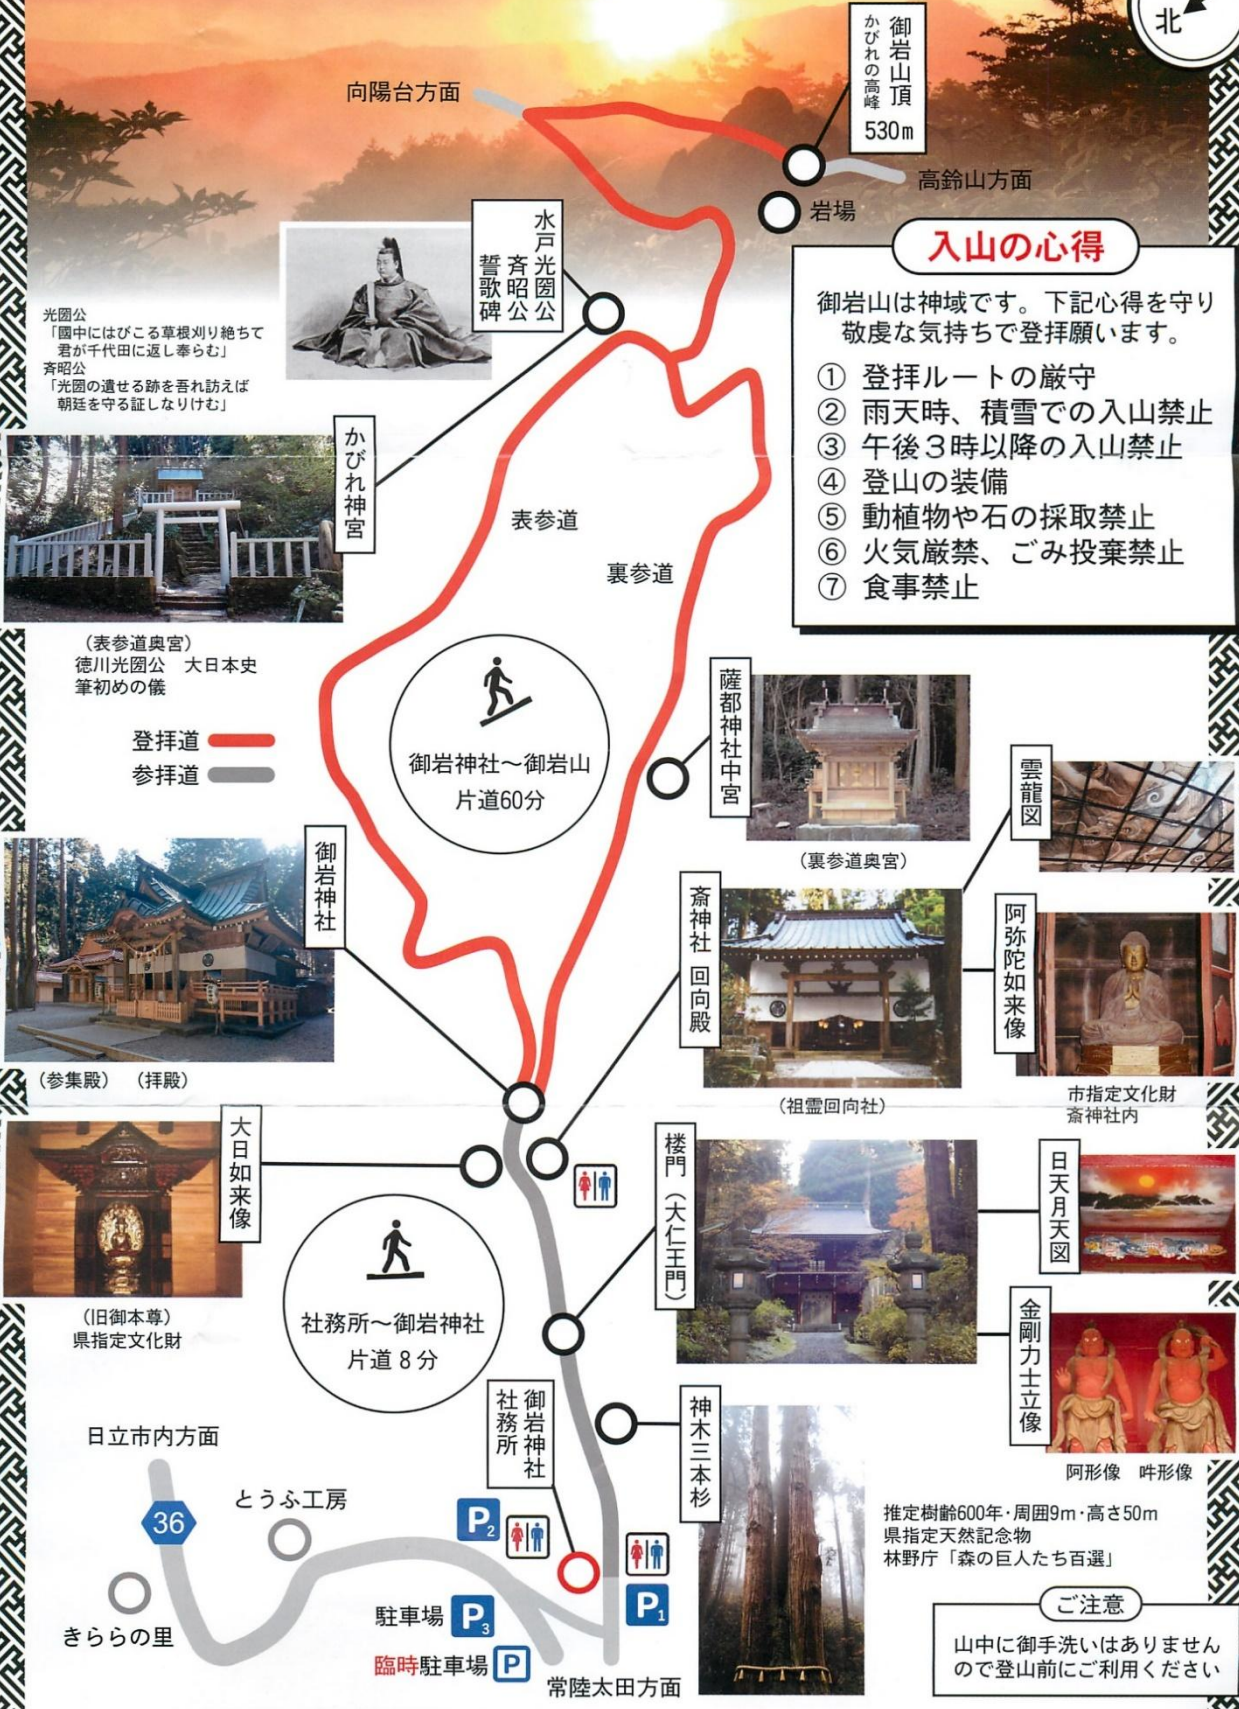 北
御岩山頂
かびれの高峰
530m
向陽台方面
高鈴山方面
岩場
水戸光圀公
斉昭公
誓歌碑
光圀公
「國中にはびこる草根刈り絶ちて
君が千代田に返し奉らむ」
斉昭公
「光圀の遺せる跡を吾れ訪えば
朝廷を守る証しなりけむ」
入山の心得
御岩山は神域です。下記心得を守り
敬虔な気持ちで登拝願います。
① 登拝ルートの厳守
② 雨天時、積雪での入山禁止
③ 午後3時以降の入山禁止
④ 登山の装備
⑤ 動植物や石の採取禁止
⑥ 火気厳禁、ごみ投棄禁止
⑦ 食事禁止
かびれ神宮
(表参道奥宮)
徳川光圀公 大日本史
筆初めの儀
表参道
裏参道
登拝道
参拝道
御岩神社~御岩山
片道60分
薩都神社中宮
(裏参道奥宮)
雲龍図
御岩神社
(参集殿) (拝殿)
斎神社 回向殿
(祖霊回向社)
阿弥陀如来像
市指定文化財
斎神社内
大日如来像
(旧御本尊)
県指定文化財
楼門(大仁王門)
日天月天図
金剛力士立像
阿形像 吽形像
社務所~御岩神社
片道8分
御岩神社
社務所
神木三本杉
推定樹齢600年・周囲9m・高さ50m
県指定天然記念物
林野庁「森の巨人たち百選」
日立市内方面
36
とうふ工房
きららの里
P2
P1
駐車場 P3
臨時駐車場 P
常陸太田方面
ご注意
山中に御手洗いはありません
ので登山前にご利用ください